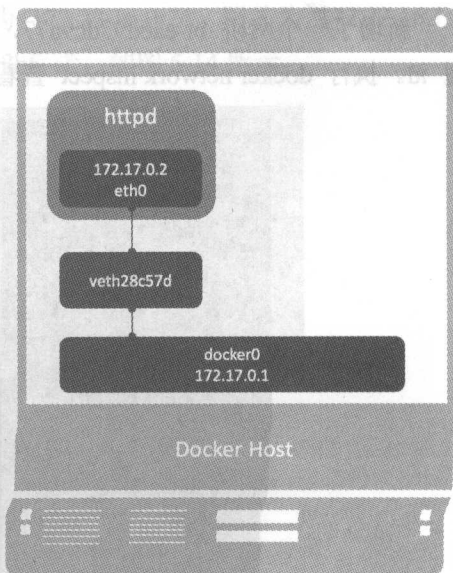 httpd
172.17.0.2
eth0
veth28c57d
docker0
172.17.0.1
Docker Host